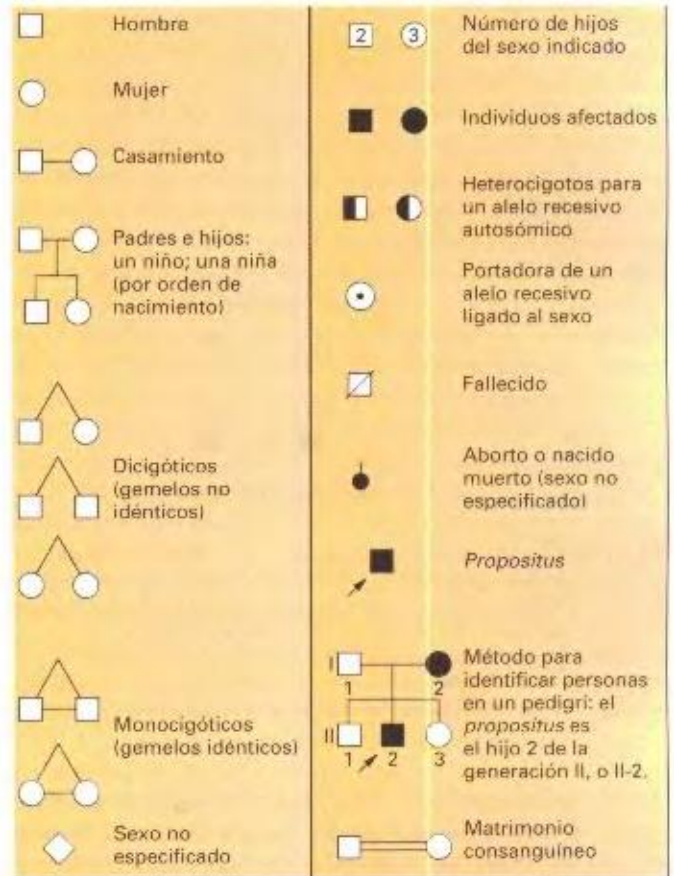 Hombre
Mujer
Casamiento
Padres e hijos:
un niño; una niña
(por orden de
nacimiento)
Dicigóticos
(gemelos no
idénticos)
Monocigóticos
(gemelos idénticos)
Sexo no
especificado
2 3
Número de hijos
del sexo indicado
Individuos afectados
Heterocigotos para
un alelo recesivo
autosómico
Portadora de un
alelo recesivo
ligado al sexo
Fallecido
Aborto o nacido
muerto (sexo no
especificado)
Propositus
I
1 2
II
1 2 3
Método para
identificar personas
en un pedigri: el
propositus es
el hijo 2 de la
generación II, o II-2.
Matrimonio
consanguíneo